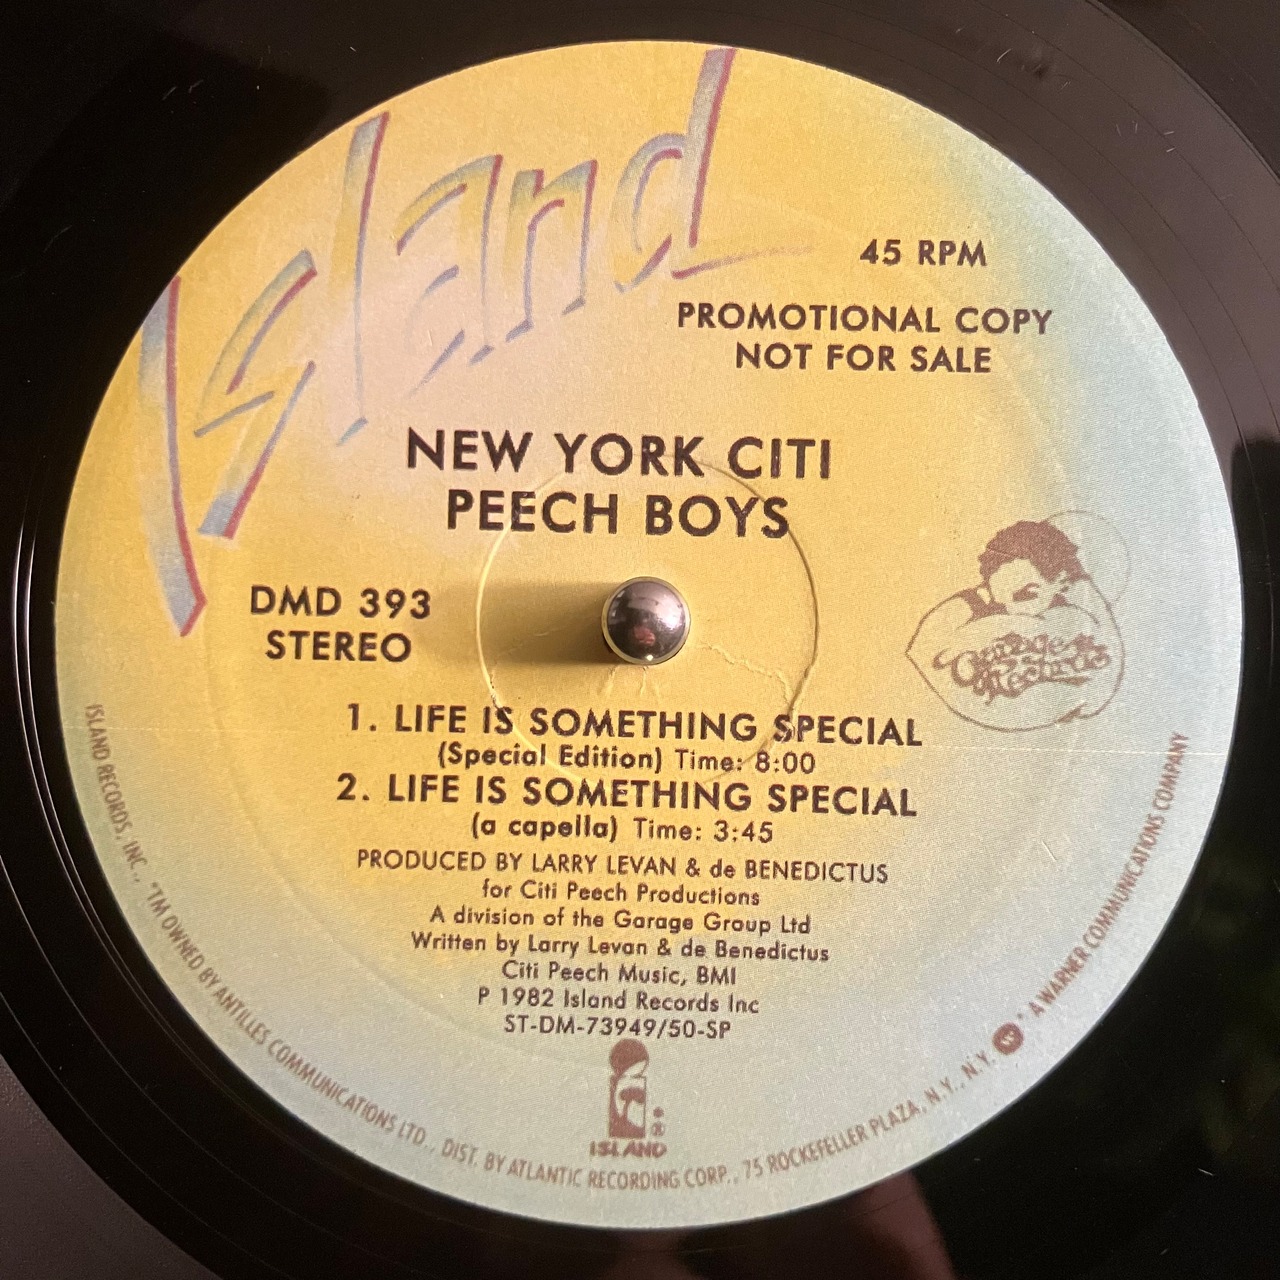 Island
45 RPM
PROMOTIONAL COPY
NOT FOR SALE
NEW YORK CITI
PEECH BOYS
DMD 393
STEREO
Garage
Records
1. LIFE IS SOMETHING SPECIAL
(Special Edition) Time: 8:00
2. LIFE IS SOMETHING SPECIAL
(a capella) Time: 3:45
PRODUCED BY LARRY LEVAN & de BENEDICTUS
for Citi Peech Productions
A division of the Garage Group Ltd
Written by Larry Levan & de Benedictus
Citi Peech Music, BMI
P 1982 Island Records Inc
ST-DM-73949/50-SP
ISLAND ®
ISLAND RECORDS, INC., *TM OWNED BY ANTILLES COMMUNICATIONS LTD., DIST. BY ATLANTIC RECORDING CORP., 75 ROCKEFELLER PLAZA, N.Y., N.Y. W * A WARNER COMMUNICATIONS COMPANY